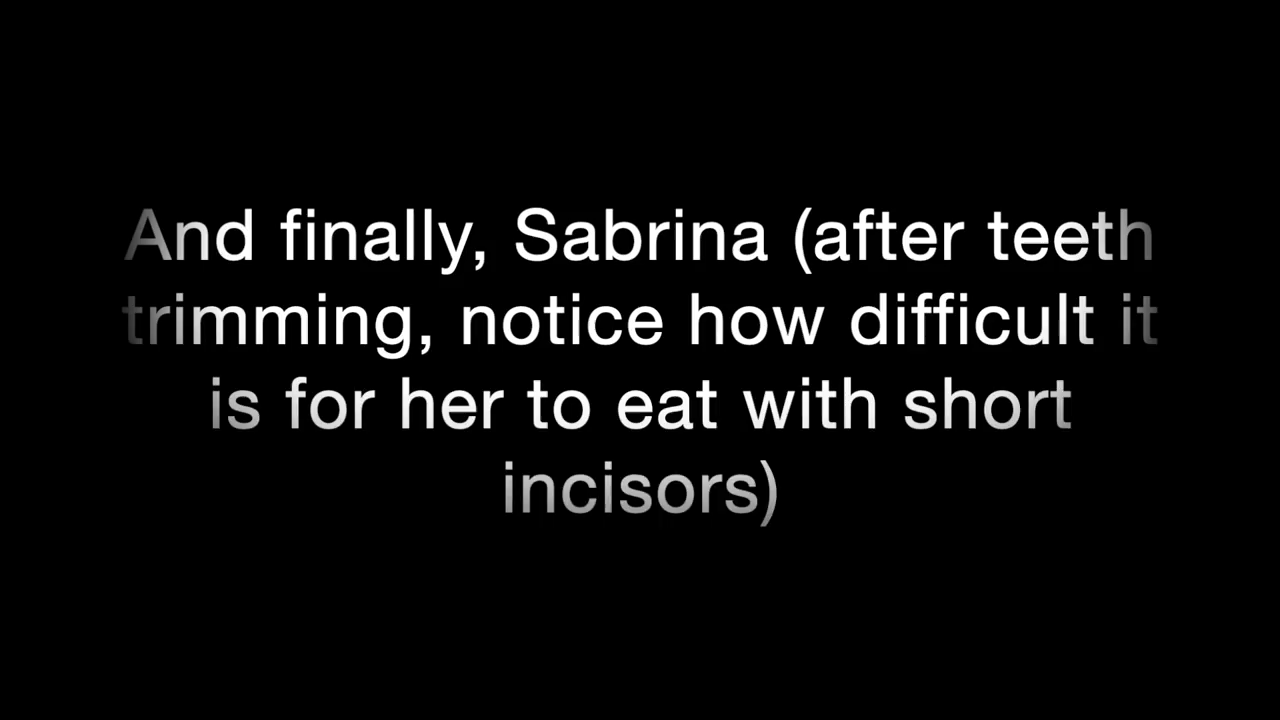 And finally, Sabrina (after teeth
trimming, notice how difficult it
is for her to eat with short
incisors)